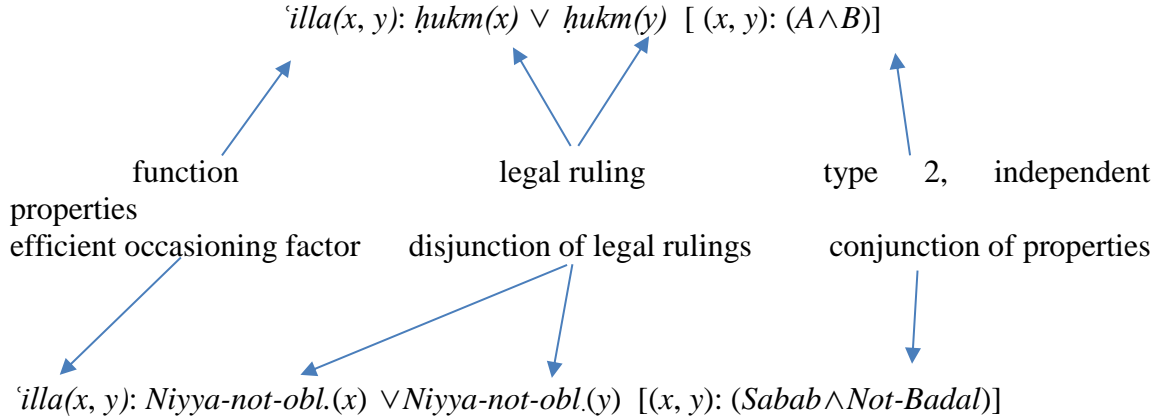 ʿilla(x, y): ḥukm(x) ∨ ḥukm(y) [ (x, y): (A∧B)]
function legal ruling type 2, independent
properties
efficient occasioning factor disjunction of legal rulings conjunction of properties
ʿilla(x, y): Niyya-not-obl.(x) ∨Niyya-not-obl.(y) [(x, y): (Sabab∧Not-Badal)]